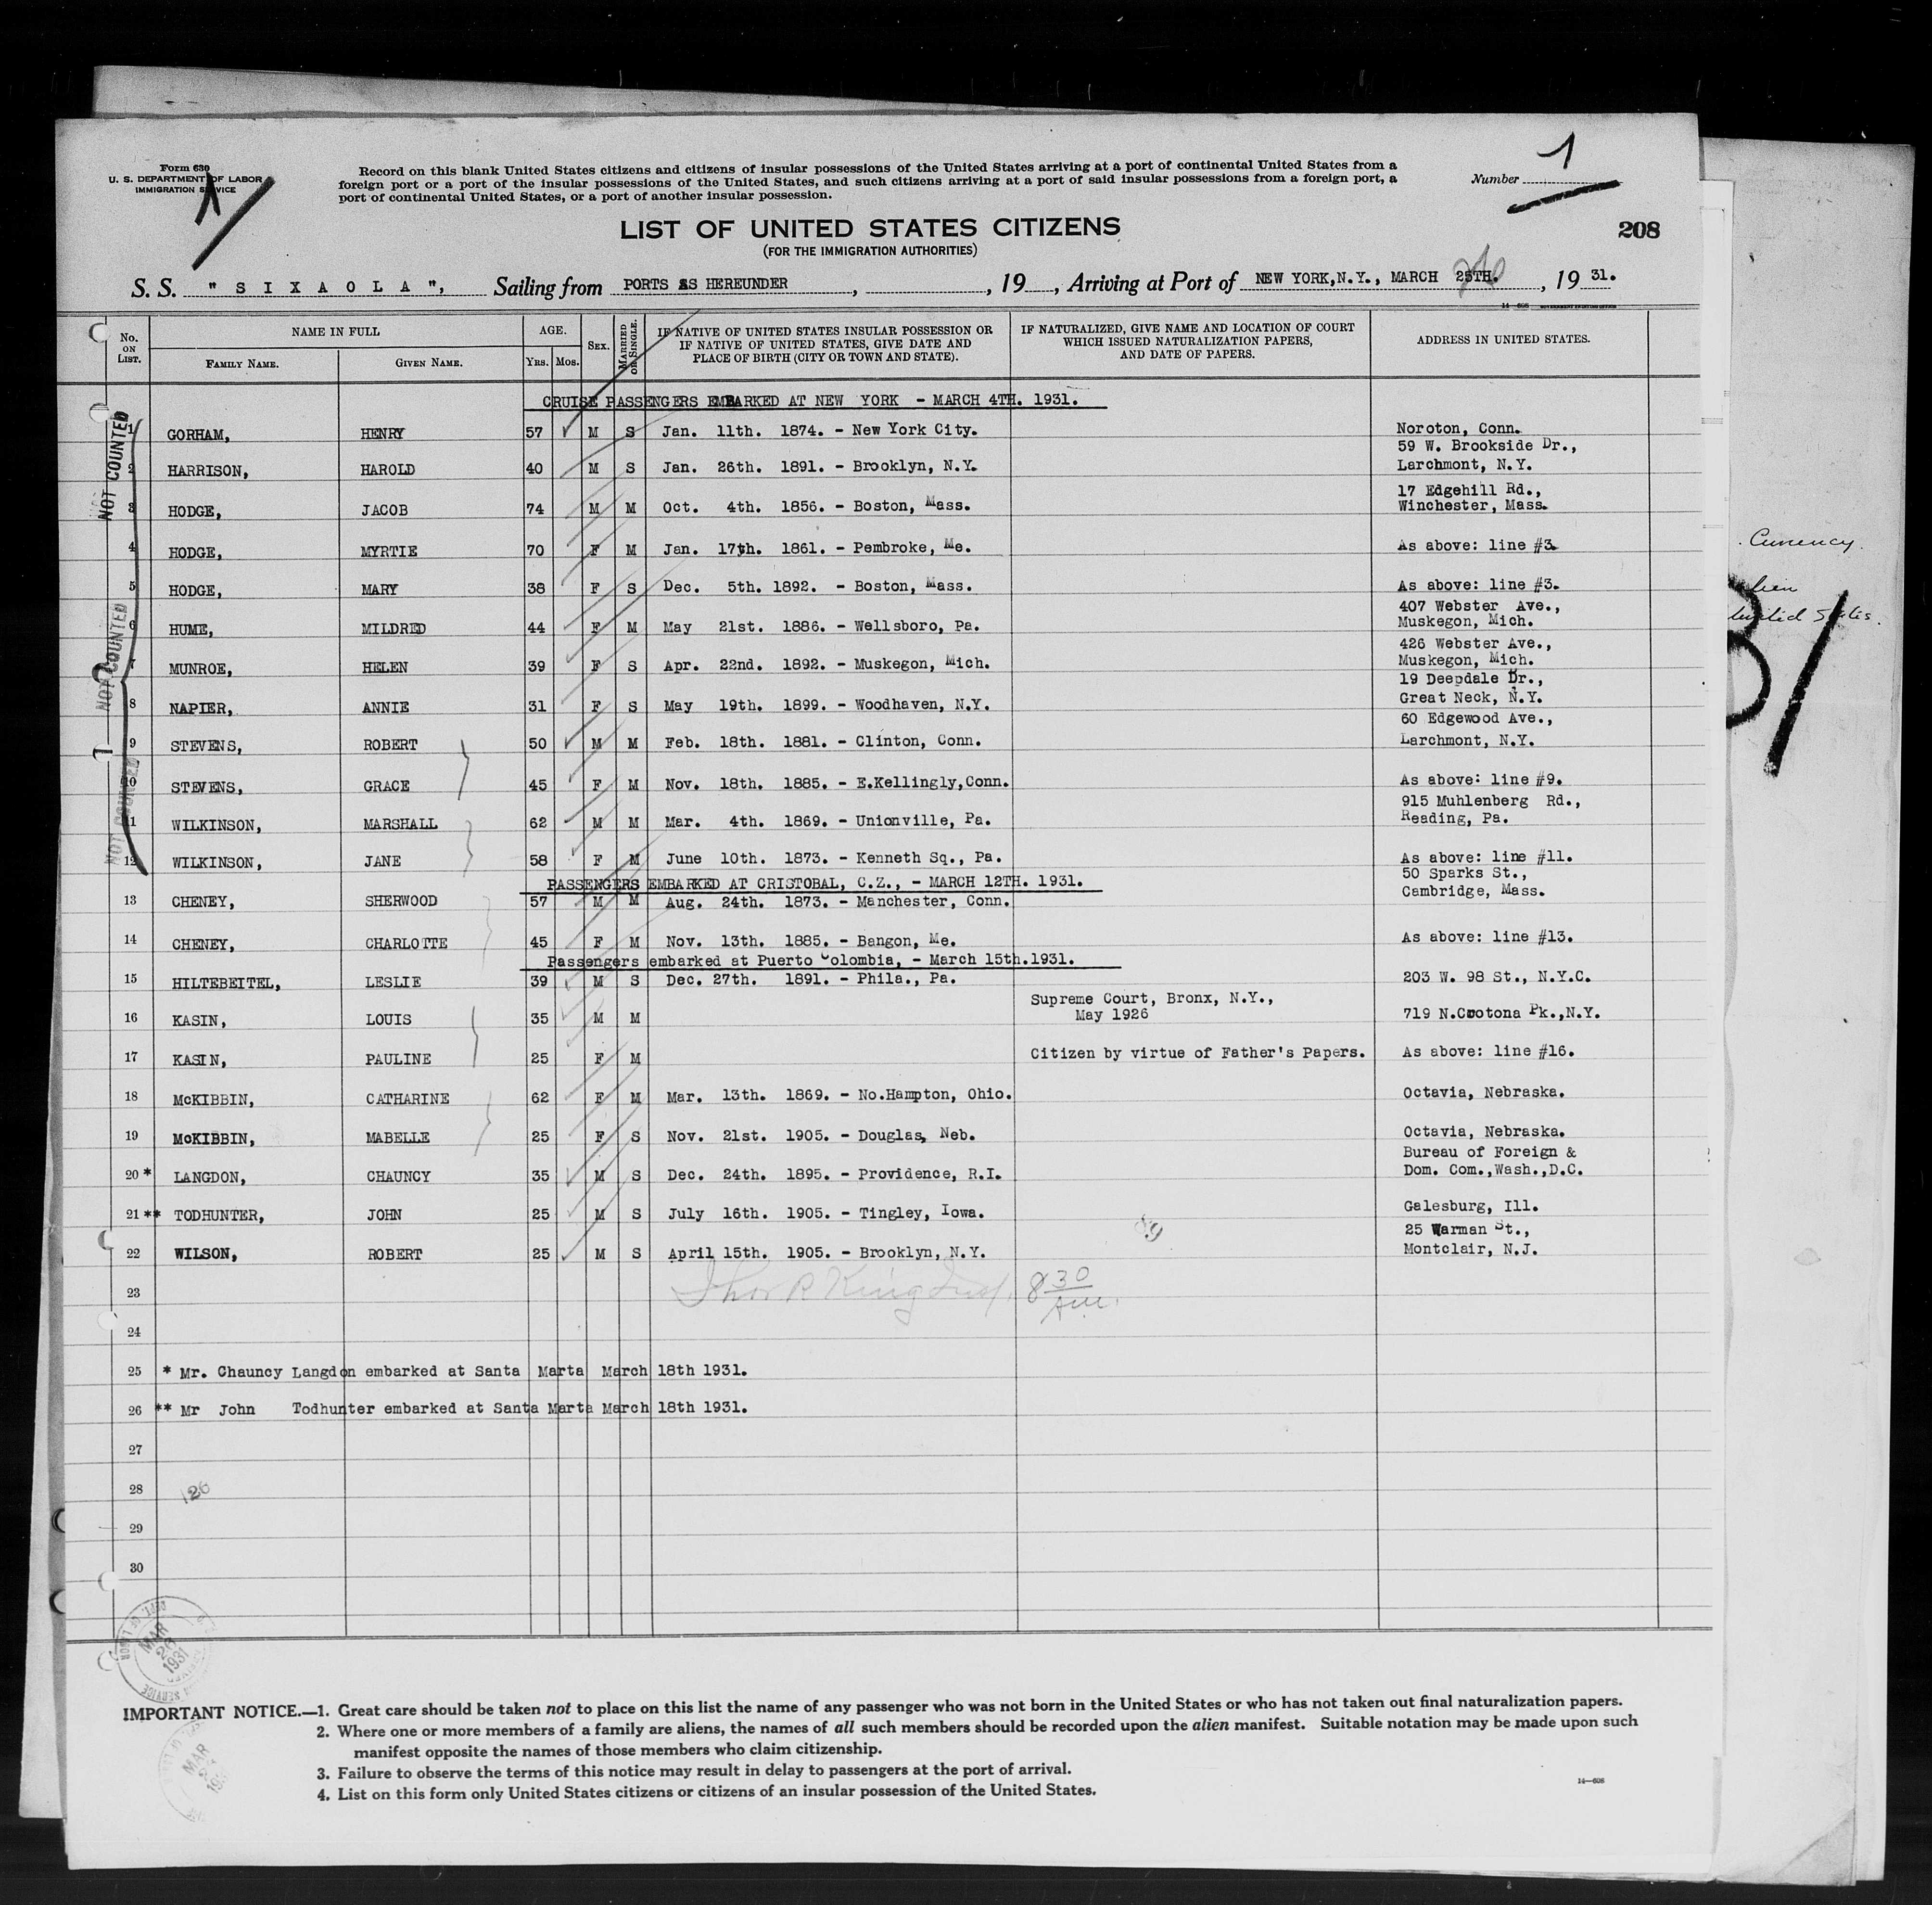 Form 630
U. S. DEPARTMENT OF LABOR
IMMIGRATION SERVICE
Record on this blank United States citizens and citizens of insular possessions of the United States arriving at a port of continental United States from a
foreign port or a port of the insular possessions of the United States, and such citizens arriving at a port of said insular possessions from a foreign port, a
port of continental United States, or a port of another insular possession.
Number 1
LIST OF UNITED STATES CITIZENS
(FOR THE IMMIGRATION AUTHORITIES)
208
S. S. "SIXAOLA", Sailing from PORTS AS HEREUNDER, , 19 , Arriving at Port of NEW YORK,N.Y., MARCH 25TH. , 19 31.
No. ON LIST. NAME IN FULL AGE. SEX. MARRIED OR SINGLE. IF NATIVE OF UNITED STATES INSULAR POSSESSION OR IF NATIVE OF UNITED STATES, GIVE DATE AND PLACE OF BIRTH (CITY OR TOWN AND STATE). IF NATURALIZED, GIVE NAME AND LOCATION OF COURT WHICH ISSUED NATURALIZATION PAPERS, AND DATE OF PAPERS. ADDRESS IN UNITED STATES.
FAMILY NAME. GIVEN NAME. Yrs. Mos.
CRUISE PASSENGERS EMBARKED AT NEW YORK - MARCH 4TH. 1931.
NOT COUNTED
NOT COUNTED
NOT COUNTED
1 GORHAM, HENRY 57 M S Jan. 11th. 1874. - New York City. Noroton, Conn.
2 HARRISON, HAROLD 40 M S Jan. 26th. 1891. - Brooklyn, N.Y. 59 W. Brookside Dr., Larchmont, N.Y.
3 HODGE, JACOB 74 M M Oct. 4th. 1856. - Boston, Mass. 17 Edgehill Rd., Winchester, Mass.
4 HODGE, MYRTIE 70 F M Jan. 17th. 1861. - Pembroke, Me. As above: line #3.
5 HODGE, MARY 38 F S Dec. 5th. 1892. - Boston, Mass. As above: line #3.
6 HUME, MILDRED 44 F M May 21st. 1886. - Wellsboro, Pa. 407 Webster Ave., Muskegon, Mich.
7 MUNROE, HELEN 39 F S Apr. 22nd. 1892. - Muskegon, Mich. 426 Webster Ave., Muskegon, Mich.
8 NAPIER, ANNIE 31 F S May 19th. 1899. - Woodhaven, N.Y. 19 Deepdale Dr., Great Neck, N.Y.
9 STEVENS, ROBERT 50 M M Feb. 18th. 1881. - Clinton, Conn. 60 Edgewood Ave., Larchmont, N.Y.
10 STEVENS, GRACE 45 F M Nov. 18th. 1885. - E.Kellingly,Conn. As above: line #9.
11 WILKINSON, MARSHALL 62 M M Mar. 4th. 1869. - Unionville, Pa. 915 Muhlenberg Rd., Reading, Pa.
12 WILKINSON, JANE 58 F M June 10th. 1873. - Kenneth Sq., Pa. As above: line #11.
PASSENGERS EMBARKED AT CRISTOBAL, C.Z., - MARCH 12TH. 1931.
13 CHENEY, SHERWOOD 57 M M Aug. 24th. 1873. - Manchester, Conn. 50 Sparks St., Cambridge, Mass.
14 CHENEY, CHARLOTTE 45 F M Nov. 13th. 1885. - Bangon, Me. As above: line #13.
Passengers embarked at Puerto Colombia, - March 15th.1931.
15 HILTEBEITEL, LESLIE 39 M S Dec. 27th. 1891. - Phila., Pa. 203 W. 98 St., N.Y.C.
16 KASIN, LOUIS 35 M M Supreme Court, Bronx, N.Y., May 1926 719 N.Crotona Pk.,N.Y.
17 KASIN, PAULINE 25 F M Citizen by virtue of Father's Papers. As above: line #16.
18 McKIBBIN, CATHARINE 62 F M Mar. 13th. 1869. - No.Hampton, Ohio. Octavia, Nebraska.
19 McKIBBIN, MABELLE 25 F S Nov. 21st. 1905. - Douglas, Neb. Octavia, Nebraska.
20 * LANGDON, CHAUNCY 35 M S Dec. 24th. 1895. - Providence, R.I. Bureau of Foreign & Dom. Com.,Wash.,D.C.
21 ** TODHUNTER, JOHN 25 M S July 16th. 1905. - Tingley, Iowa. Galesburg, Ill.
22 WILSON, ROBERT 25 M S April 15th. 1905. - Brooklyn, N.Y. 25 Warman St., Montclair, N.J.
23 8 30 Am.
24
25 * Mr. Chauncy Langdon embarked at Santa Marta March 18th 1931.
26 ** Mr John Todhunter embarked at Santa Marta March 18th 1931.
27
28 126
29
30
MAR 26 1931
MAR
IMPORTANT NOTICE.—1. Great care should be taken not to place on this list the name of any passenger who was not born in the United States or who has not taken out final naturalization papers.
2. Where one or more members of a family are aliens, the names of all such members should be recorded upon the alien manifest. Suitable notation may be made upon such
manifest opposite the names of those members who claim citizenship.
3. Failure to observe the terms of this notice may result in delay to passengers at the port of arrival.
4. List on this form only United States citizens or citizens of an insular possession of the United States.
14—608
Currency.
United States.